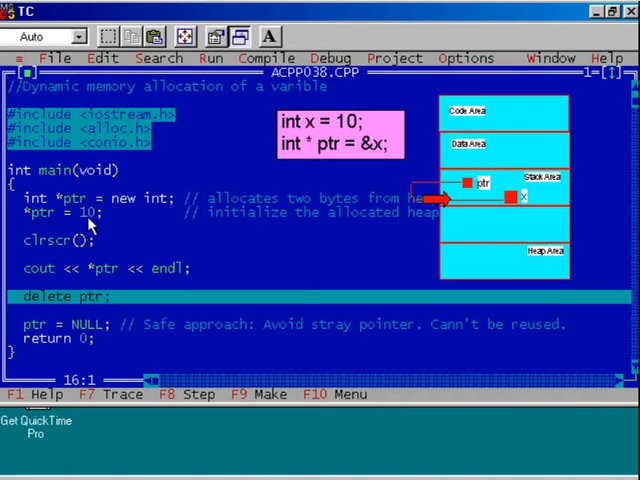 TC
Auto
A
≡ File Edit Search Run Compile Debug Project Options Window Help
ACPP038.CPP
1=[↕]
//Dynamic memory allocation of a varible
#include <iostream.h>
#include <alloc.h>
#include <conio.h>
int main(void)
{
int *ptr = new int; // allocates two bytes from hea
*ptr = 10; // initialize the allocated heap
clrscr();
cout << *ptr << endl;
delete ptr;
ptr = NULL; // Safe approach: Avoid stray pointer. Cann't be reused.
return 0;
}
int x = 10;
int * ptr = &x;
Code Area
Data Area
Stack Area
ptr
x
Heap Area
16:1
F1 Help F7 Trace F8 Step F9 Make F10 Menu
Get QuickTime
Pro